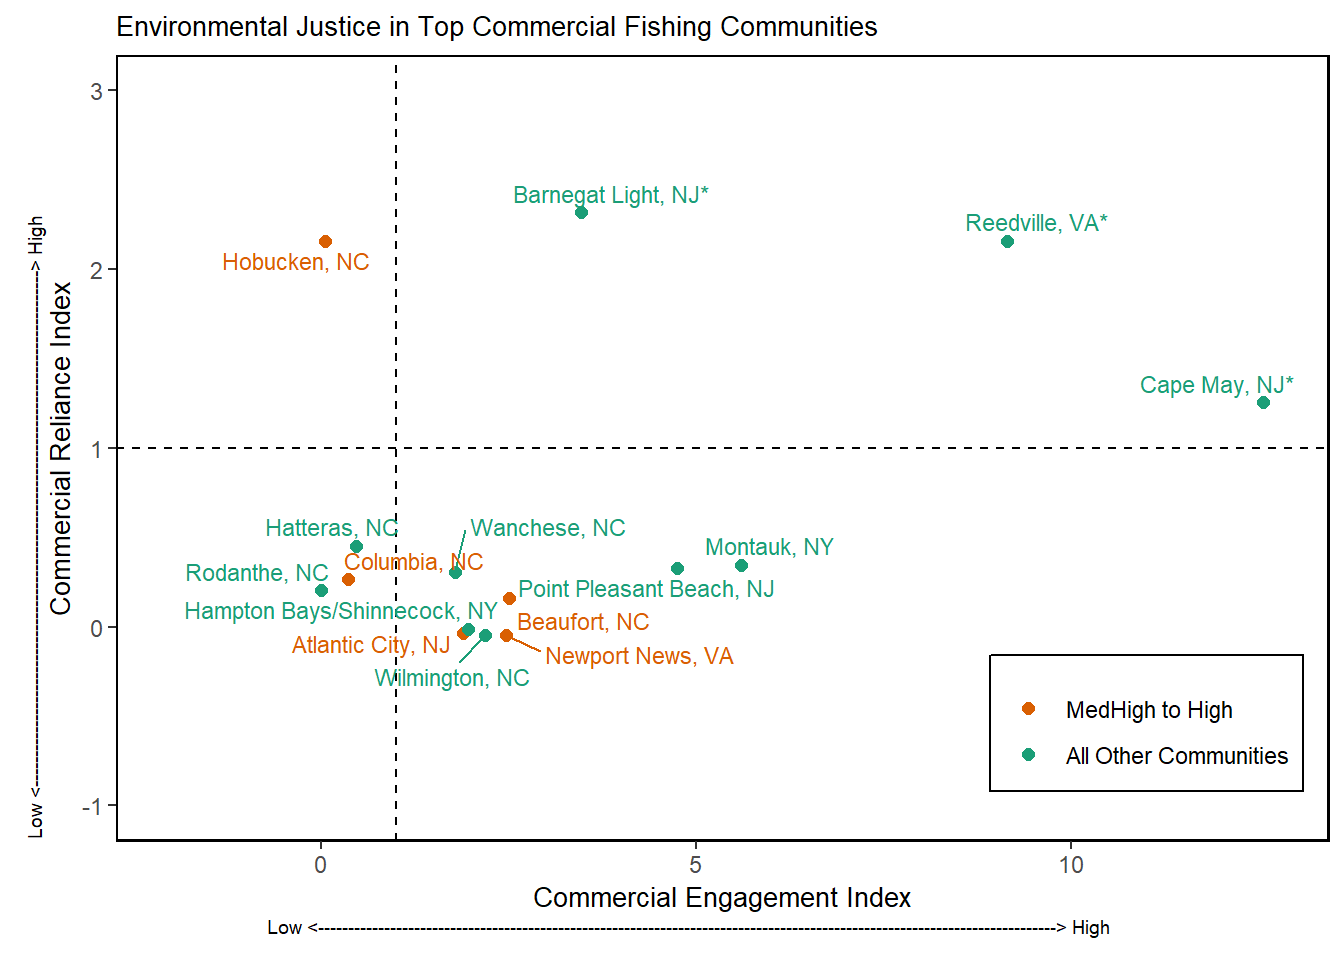 Environmental Justice in Top Commercial Fishing Communities
3
2
1
0
-1
Commercial Reliance Index
Low <----------------------------------------------------------------------------------------------------> High
Barnegat Light, NJ*
Reedville, VA*
Hobucken, NC
Cape May, NJ*
Hatteras, NC
Wanchese, NC
Montauk, NY
Columbia, NC
Rodanthe, NC
Point Pleasant Beach, NJ
Hampton Bays/Shinnecock, NY
Beaufort, NC
Atlantic City, NJ
Newport News, VA
Wilmington, NC
MedHigh to High
All Other Communities
0
5
10
Commercial Engagement Index
Low <----------------------------------------------------------------------------------------------------------------------------> High